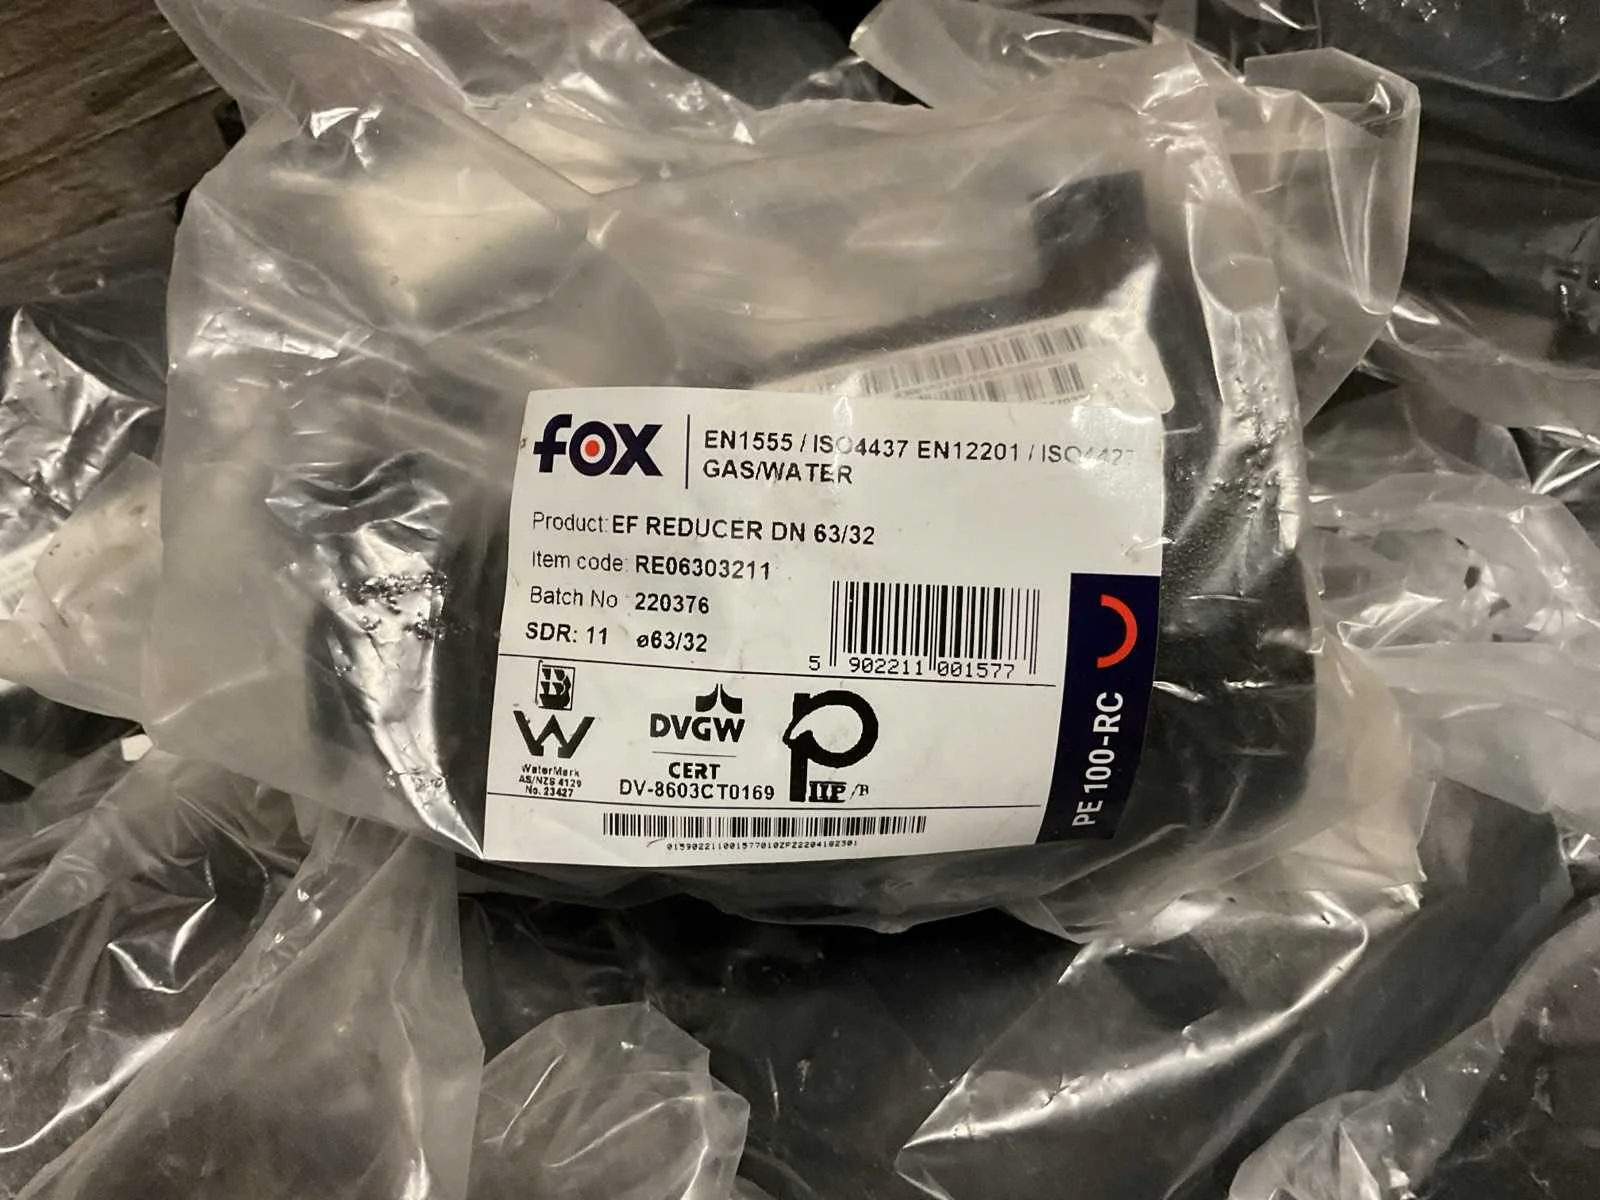 fox
EN1555 / ISO4437 EN12201 / ISO4427
GAS/WATER
Product: EF REDUCER DN 63/32
Item code: RE06303211
Batch No 220376
SDR: 11 ø63/32
5 902211 001577
PE 100-RC
WaterMark
AS/NZS 4129
No. 23427
DVGW
CERT
DV-8603CT0169
IIP /B